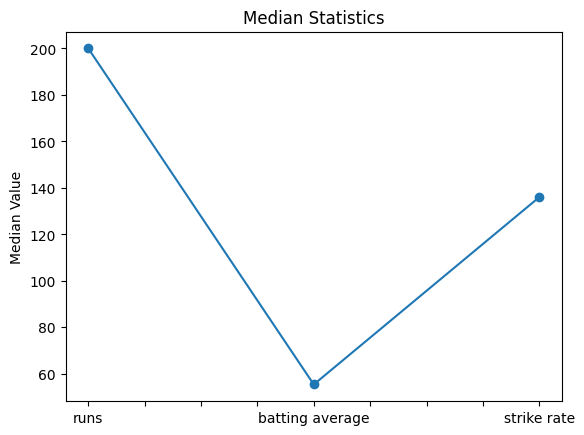 Median Statistics
Median Value
200
180
160
140
120
100
80
60
runs
batting average
strike rate